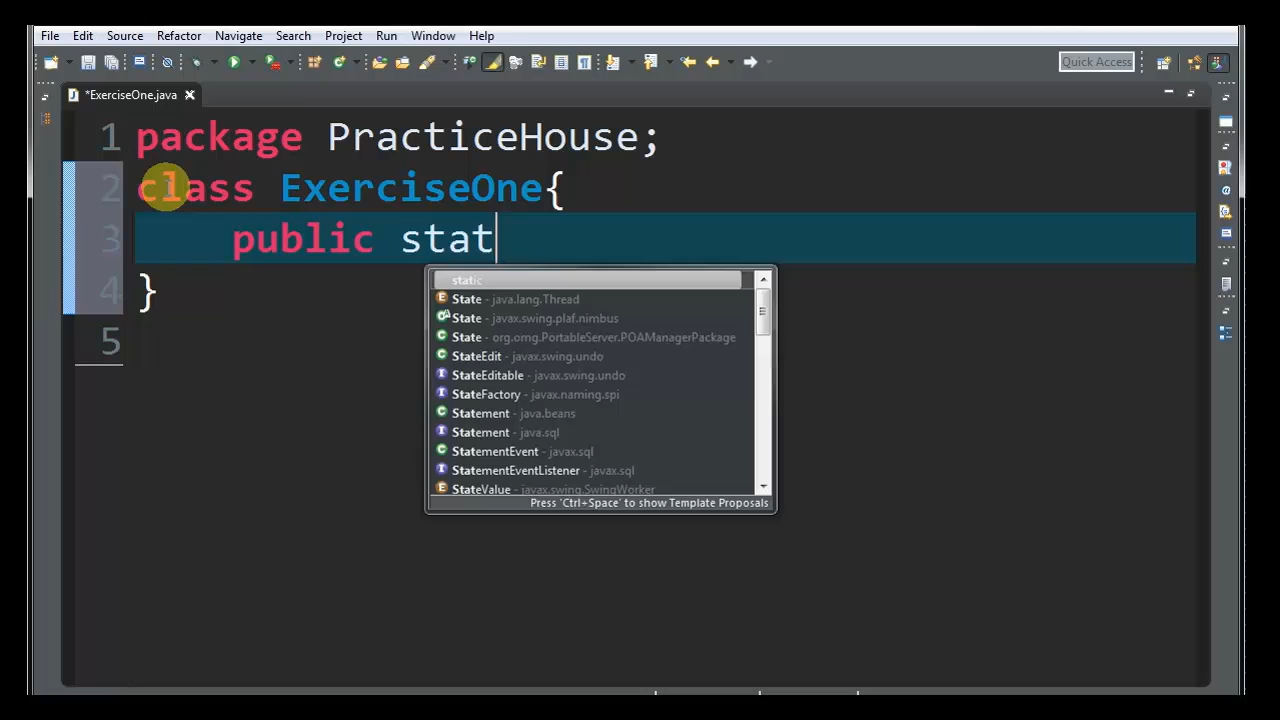 File Edit Source Refactor Navigate Search Project Run Window Help
Quick Access
*ExerciseOne.java
1 package PracticeHouse;
2 class ExerciseOne{
3 public stat
4 }
5
static
State - java.lang.Thread
State - javax.swing.plaf.nimbus
State - org.omg.PortableServer.POAManagerPackage
StateEdit - javax.swing.undo
StateEditable - javax.swing.undo
StateFactory - javax.naming.spi
Statement - java.beans
Statement - java.sql
StatementEvent - javax.sql
StatementEventListener - javax.sql
StateValue - javax.swing.SwingWorker
Press 'Ctrl+Space' to show Template Proposals